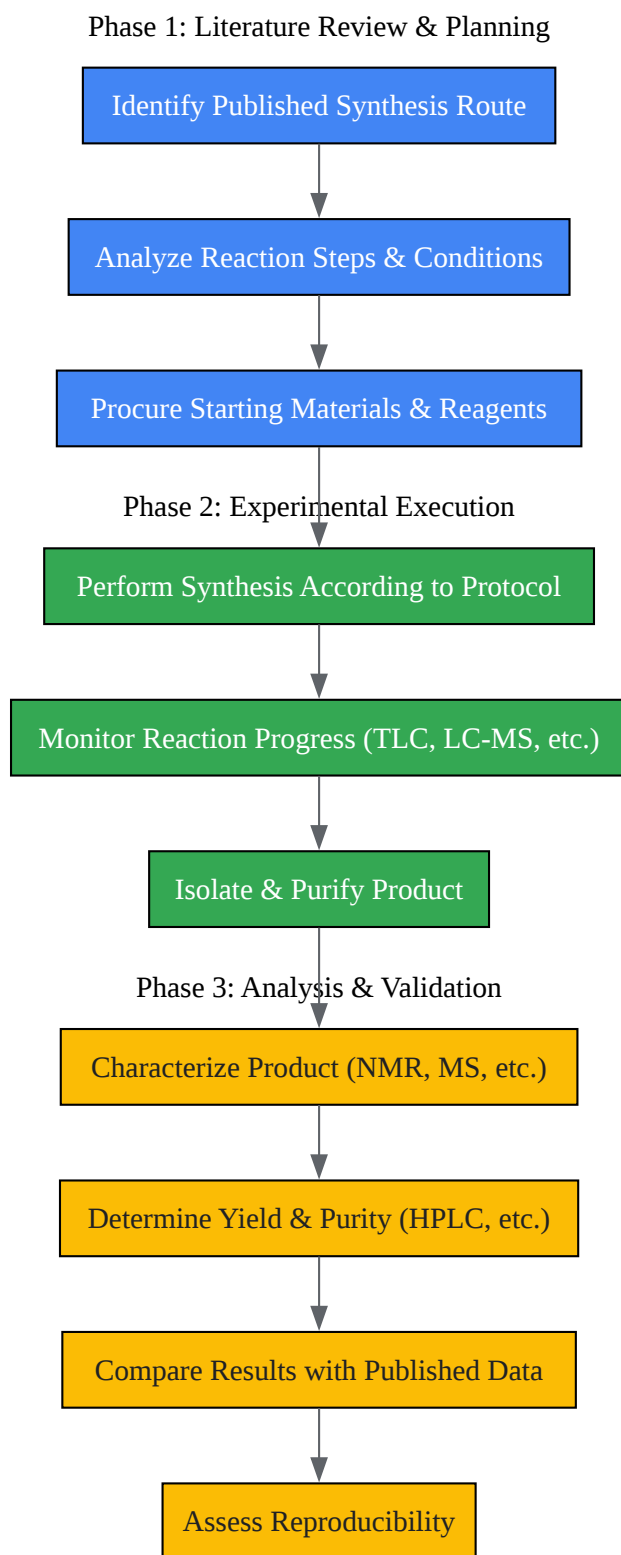 Phase 1: Literature Review & Planning
Identify Published Synthesis Route
Analyze Reaction Steps & Conditions
Procure Starting Materials & Reagents
Phase 2: Experimental Execution
Perform Synthesis According to Protocol
Monitor Reaction Progress (TLC, LC-MS, etc.)
Isolate & Purify Product
Phase 3: Analysis & Validation
Characterize Product (NMR, MS, etc.)
Determine Yield & Purity (HPLC, etc.)
Compare Results with Published Data
Assess Reproducibility